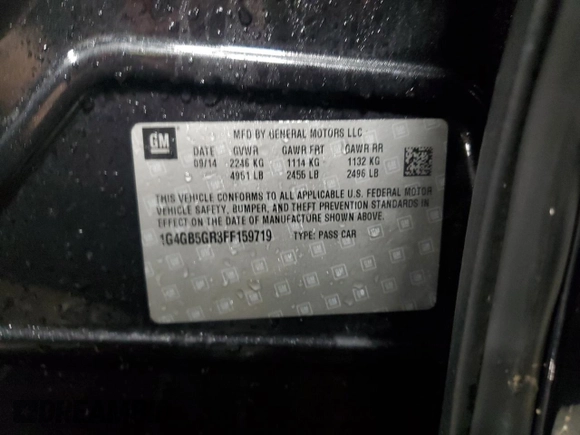 GM
MFD BY GENERAL MOTORS LLC
DATE GVWR GAWR FRT GAWR RR
09/14 2246 KG 1114 KG 1132 KG
4951 LB 2456 LB 2496 LB
THIS VEHICLE CONFORMS TO ALL APPLICABLE U.S. FEDERAL MOTOR
VEHICLE SAFETY, BUMPER, AND THEFT PREVENTION STANDARDS IN
EFFECT ON THE DATE OF MANUFACTURE SHOWN ABOVE.
1G4GB5GR3FF159719 TYPE: PASS CAR